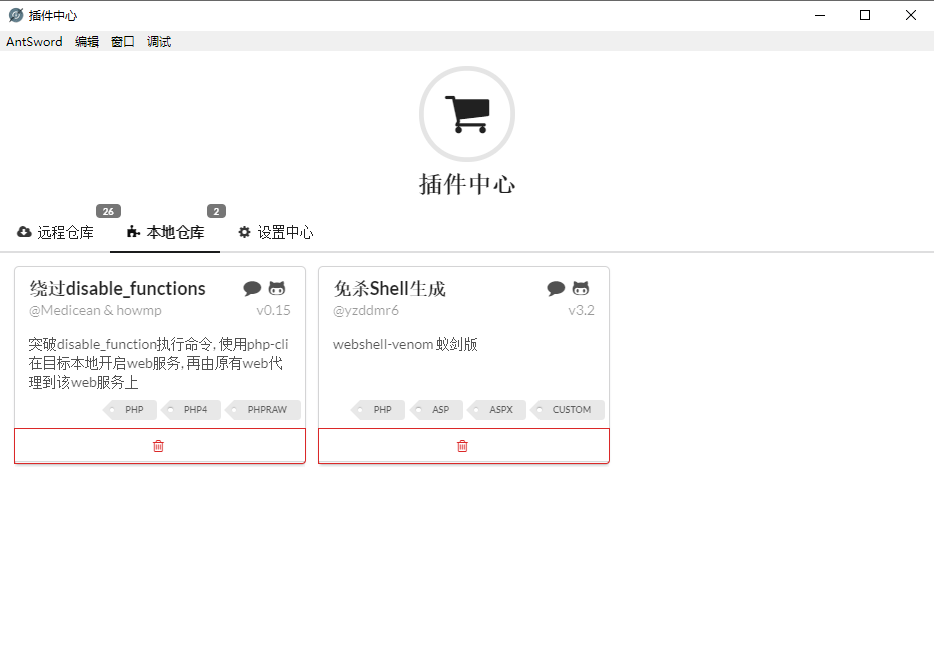 插件中心
AntSword 编辑 窗口 调试
插件中心
远程仓库 26 本地仓库 2 设置中心
绕过disable_functions
@Medicean & howmp v0.15
突破disable_function执行命令, 使用php-cli
在目标本地开启web服务, 再由原有web代
理到该web服务上
PHP PHP4 PHPRAW
免杀Shell生成
@yzddmr6 v3.2
webshell-venom 蚁剑版
PHP ASP ASPX CUSTOM